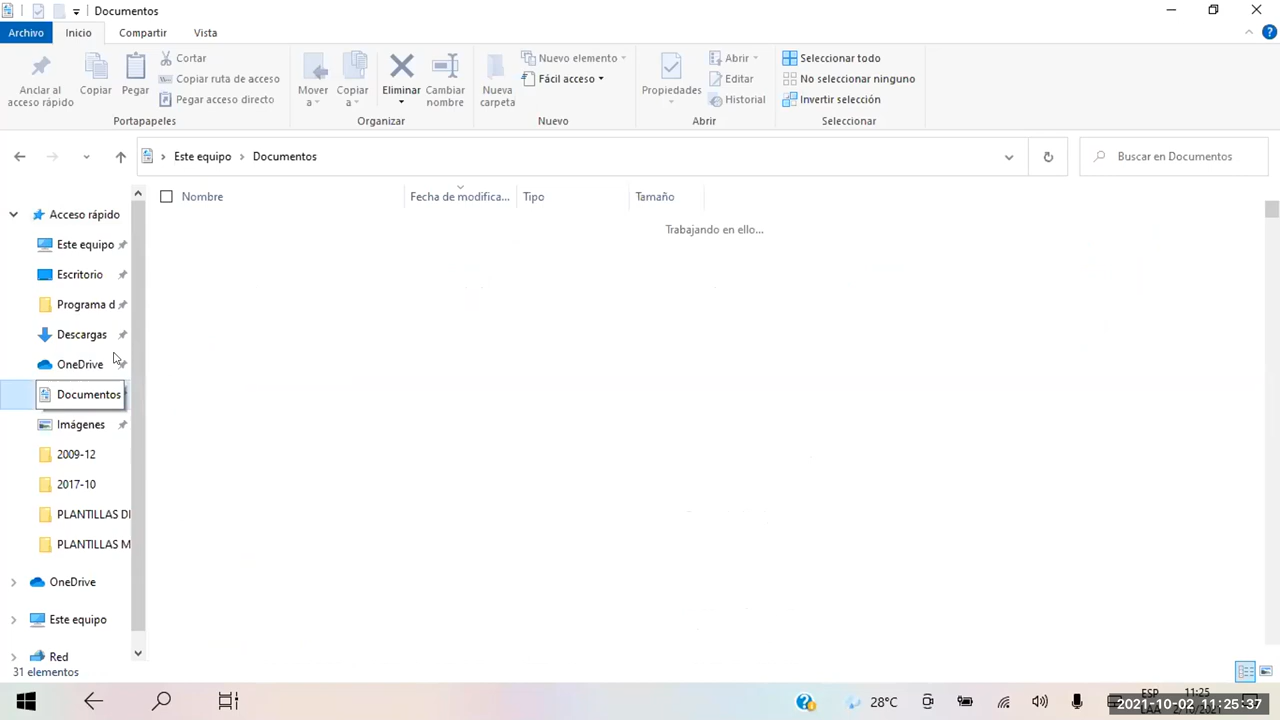 Documentos
Archivo Inicio Compartir Vista
Anclar al acceso rápido
Copiar
Pegar
Cortar
Copiar ruta de acceso
Pegar acceso directo
Portapapeles
Mover a
Copiar a
Eliminar
Cambiar nombre
Organizar
Nueva carpeta
Nuevo elemento
Fácil acceso
Nuevo
Propiedades
Abrir
Editar
Historial
Abrir
Seleccionar todo
No seleccionar ninguno
Invertir selección
Seleccionar
Este equipo > Documentos
Buscar en Documentos
Nombre Fecha de modifica... Tipo Tamaño
Trabajando en ello...
Acceso rápido
Este equipo
Escritorio
Programa d
Descargas
OneDrive
Documentos
Imágenes
2009-12
2017-10
PLANTILLAS DI
PLANTILLAS M
OneDrive
Este equipo
Red
31 elementos
28°C
ESP
11:25
2021-10-02 11:25:37